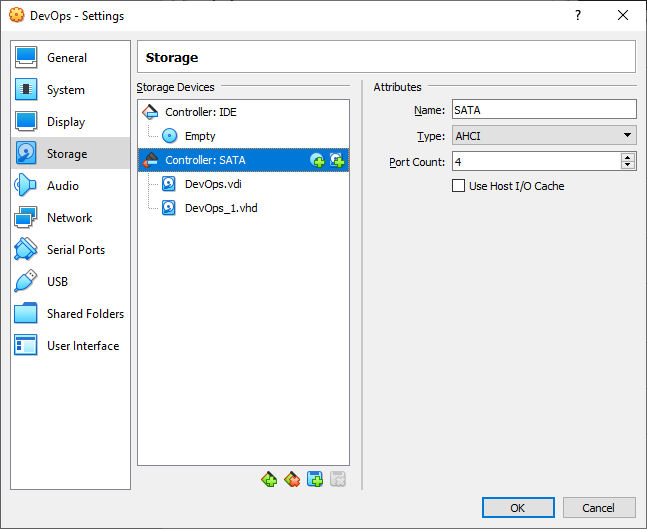 DevOps - Settings
?
General
System
Display
Storage
Audio
Network
Serial Ports
USB
Shared Folders
User Interface
Storage
Storage Devices
Controller: IDE
Empty
Controller: SATA
DevOps.vdi
DevOps_1.vhd
Attributes
Name: SATA
Type: AHCI
Port Count: 4
Use Host I/O Cache
OK
Cancel